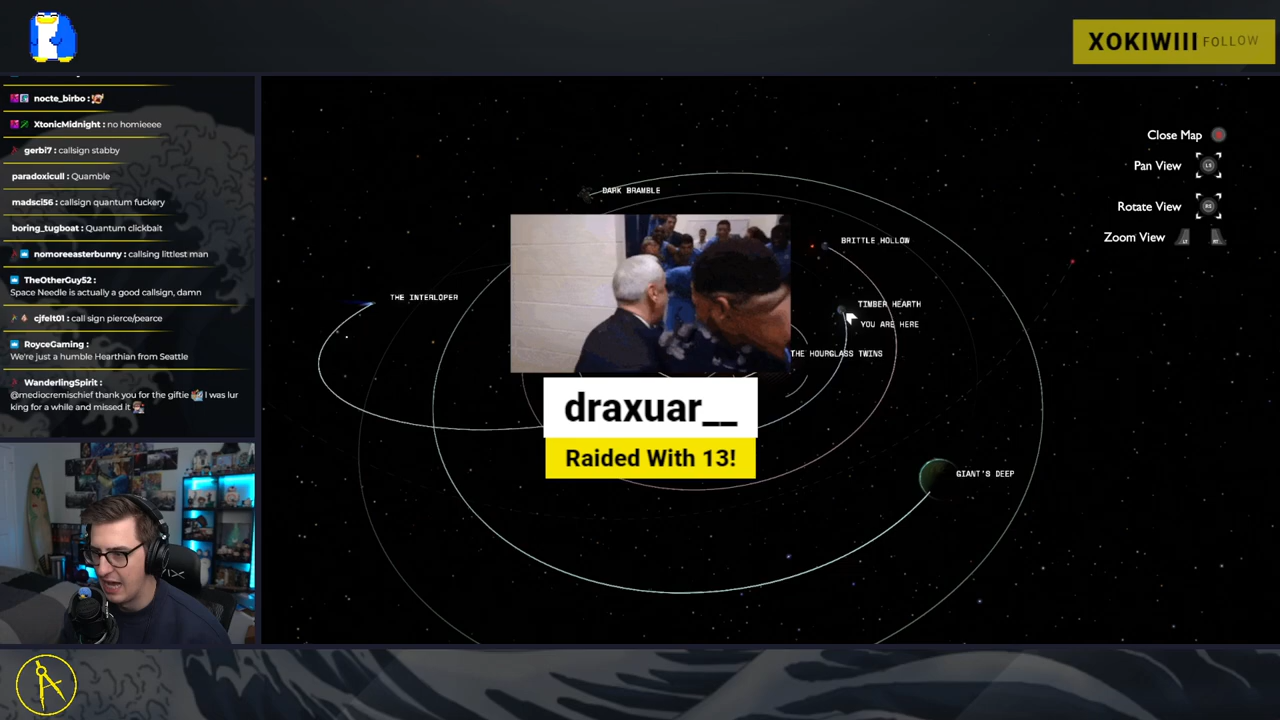 XOKIWIII FOLLOW
nocte_birbo :
XtonicMidnight : no homieeee
gerbi7 : callsign stabby
paradoxicull : Quamble
madsci56 : callsign quantum fuckery
boring_tugboat : Quantum clickbait
nomoreeasterbunny : callsing littlest man
TheOtherGuy52 :
Space Needle is actually a good callsign, damn
cjfelt01 : call sign pierce/pearce
RoyceGaming :
We're just a humble Hearthian from Seattle
WanderlingSpirit :
@mediocremischief thank you for the giftie I was lur
king for a while and missed it
Close Map
Pan View
Rotate View
Zoom View
DARK BRAMBLE
BRITTLE HOLLOW
THE INTERLOPER
TIMBER HEARTH
YOU ARE HERE
THE HOURGLASS TWINS
draxuar__
Raided With 13!
GIANT'S DEEP